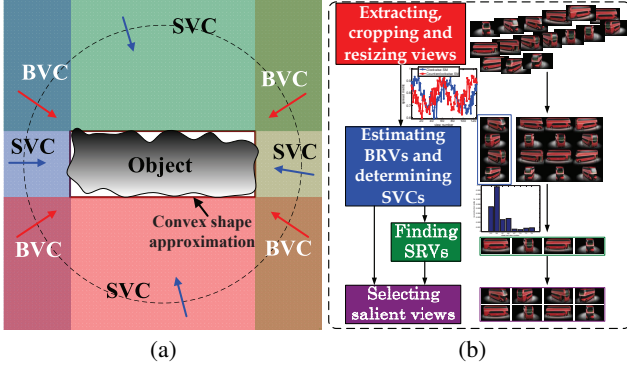 SVC
BVC
BVC
SVC
Object
SVC
Convex shape
approximation
BVC
BVC
SVC
(a)
Extracting,
cropping and
resizing views
Estimating
BRVs and
determining
SVCs
Finding
SRVs
Selecting
salient views
(b)